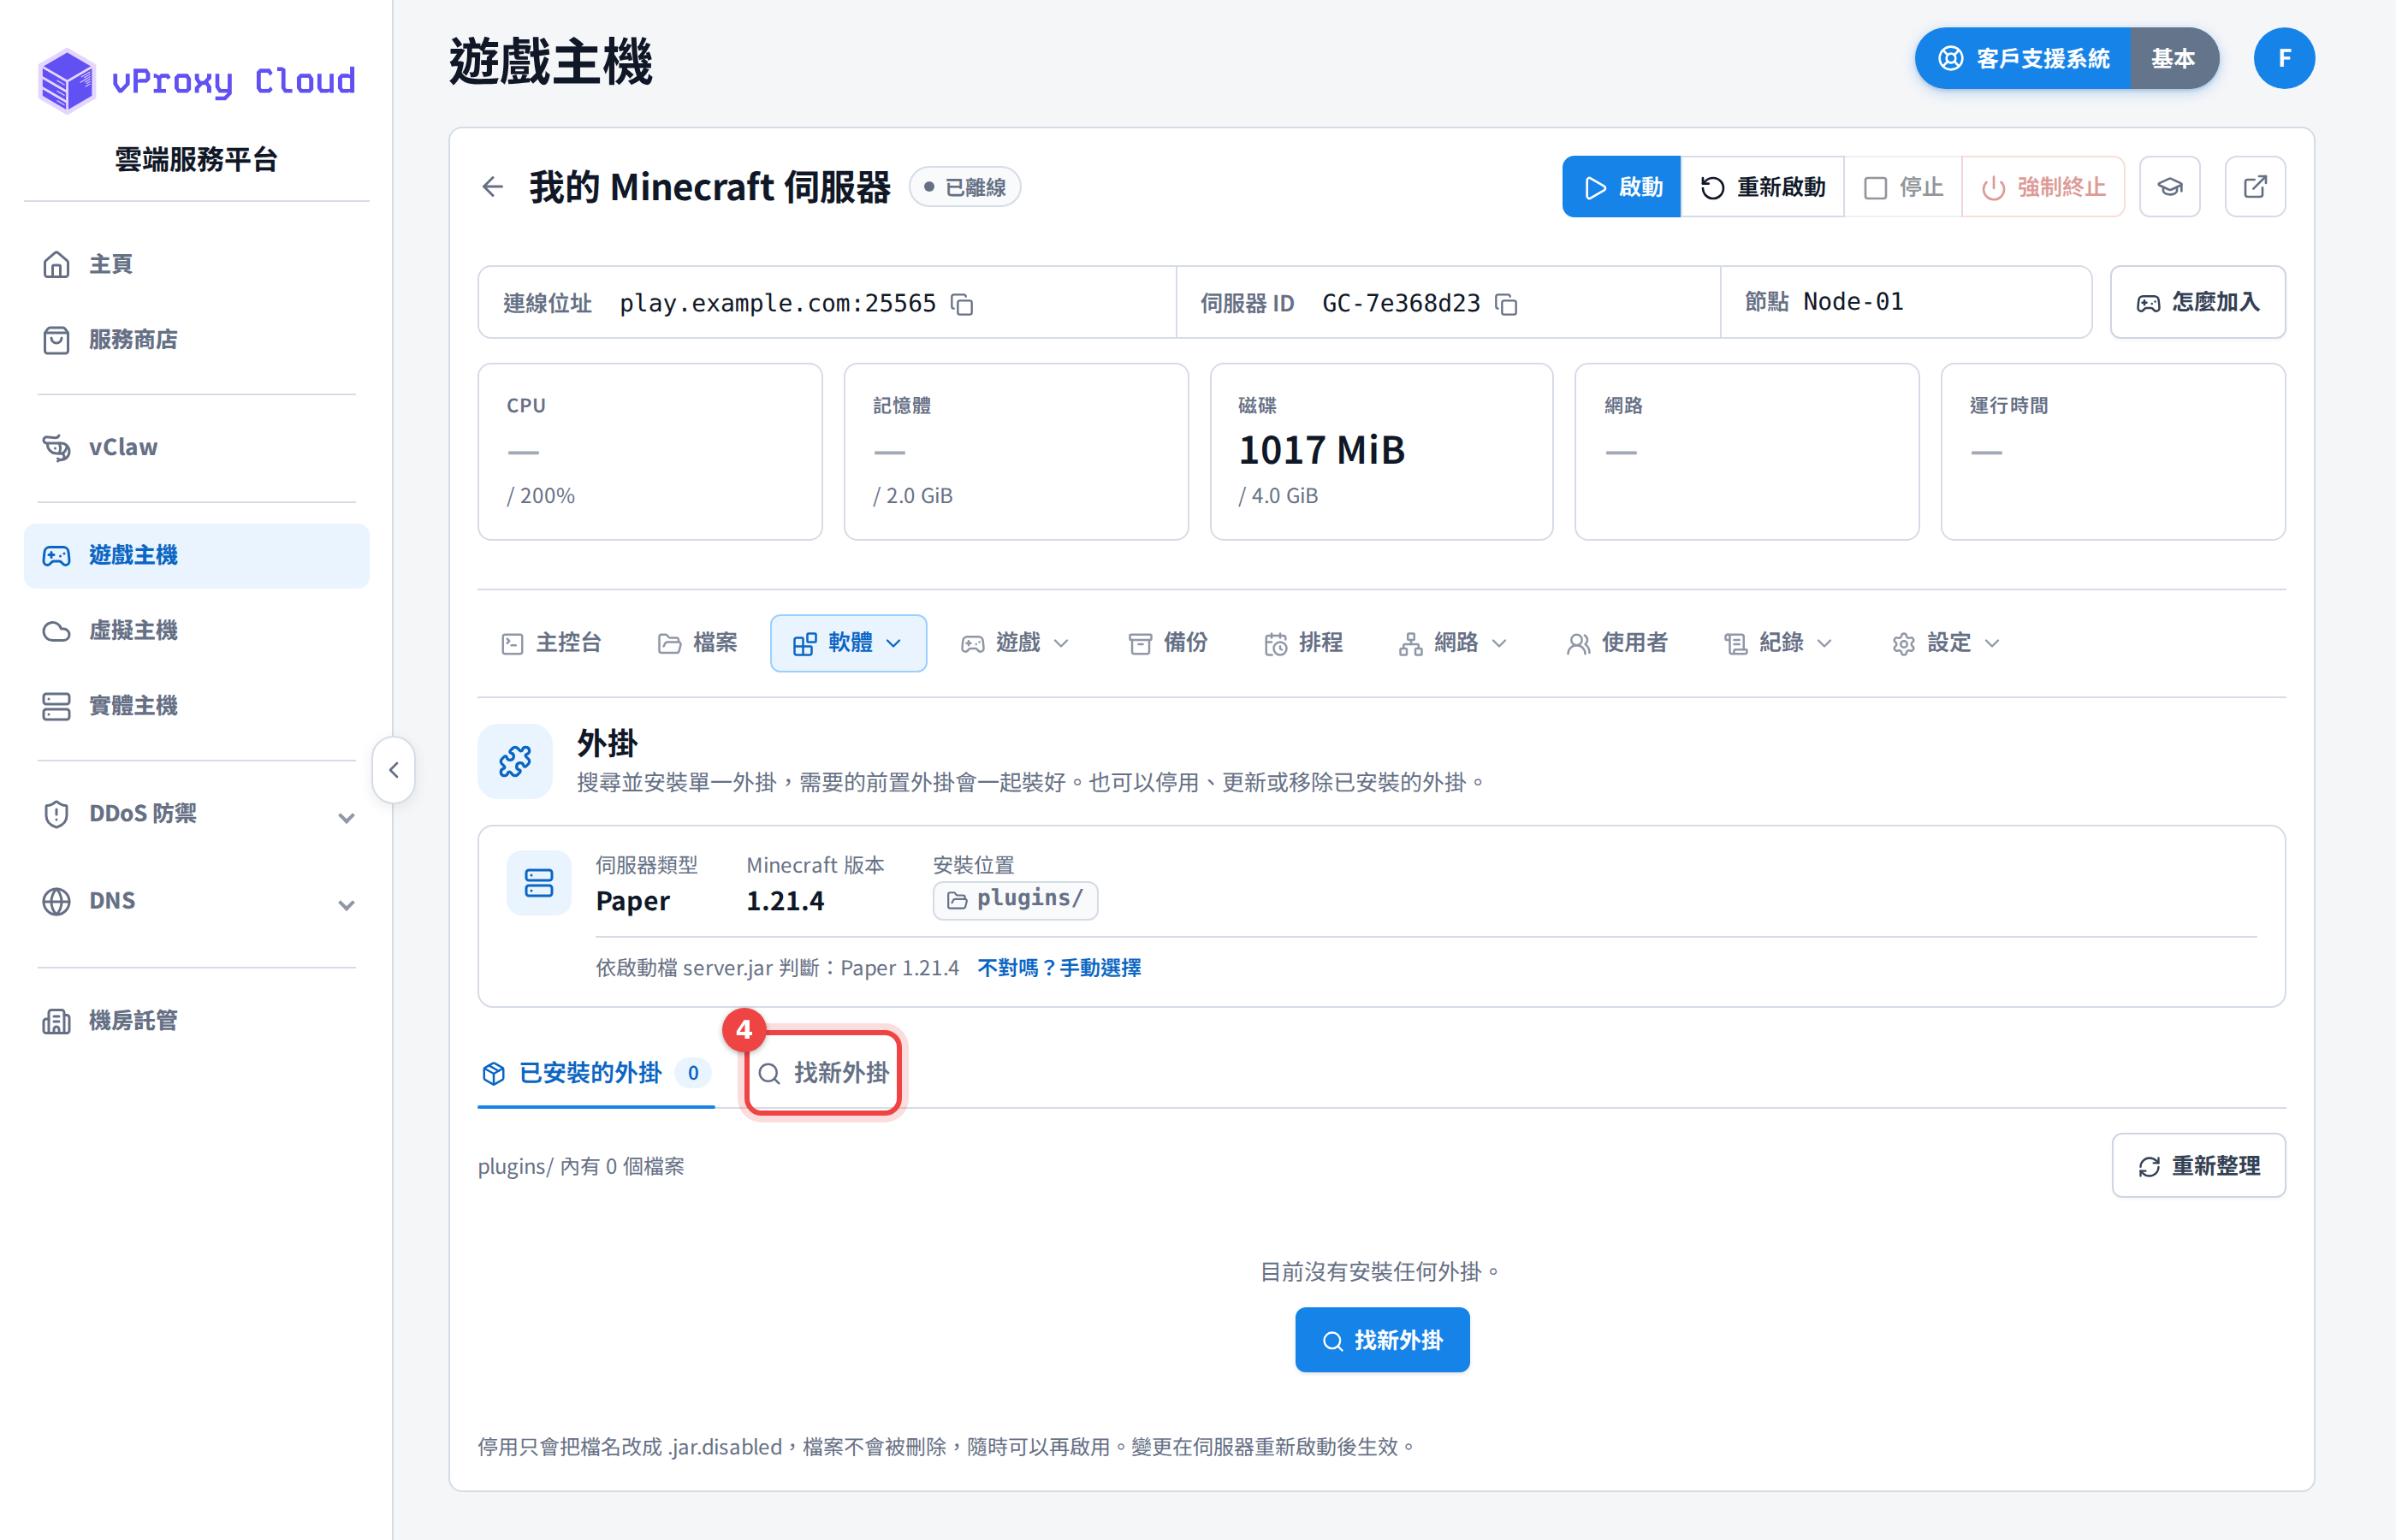 vProxy Cloud
雲端服務平台
主頁
服務商店
vClaw
遊戲主機
虛擬主機
實體主機
DDoS 防禦
DNS
機房託管
遊戲主機
客戶支援系統 基本 F
我的 Minecraft 伺服器 已離線
啟動 重新啟動 停止 強制終止
連線位址 play.example.com:25565 伺服器 ID GC-7e368d23 節點 Node-01 怎麼加入
CPU 記憶體 磁碟 網路 運行時間
— — 1017 MiB — —
/ 200% / 2.0 GiB / 4.0 GiB
主控台 檔案 軟體 遊戲 備份 排程 網路 使用者 紀錄 設定
外掛
搜尋並安裝單一外掛，需要的前置外掛會一起裝好。也可以停用、更新或移除已安裝的外掛。
伺服器類型 Minecraft 版本 安裝位置
Paper 1.21.4 plugins/
依啟動檔 server.jar 判斷：Paper 1.21.4 不對嗎？手動選擇
4
已安裝的外掛 0 找新外掛
plugins/ 內有 0 個檔案 重新整理
目前沒有安裝任何外掛。
找新外掛
停用只會把檔名改成 .jar.disabled，檔案不會被刪除，隨時可以再啟用。變更在伺服器重新啟動後生效。